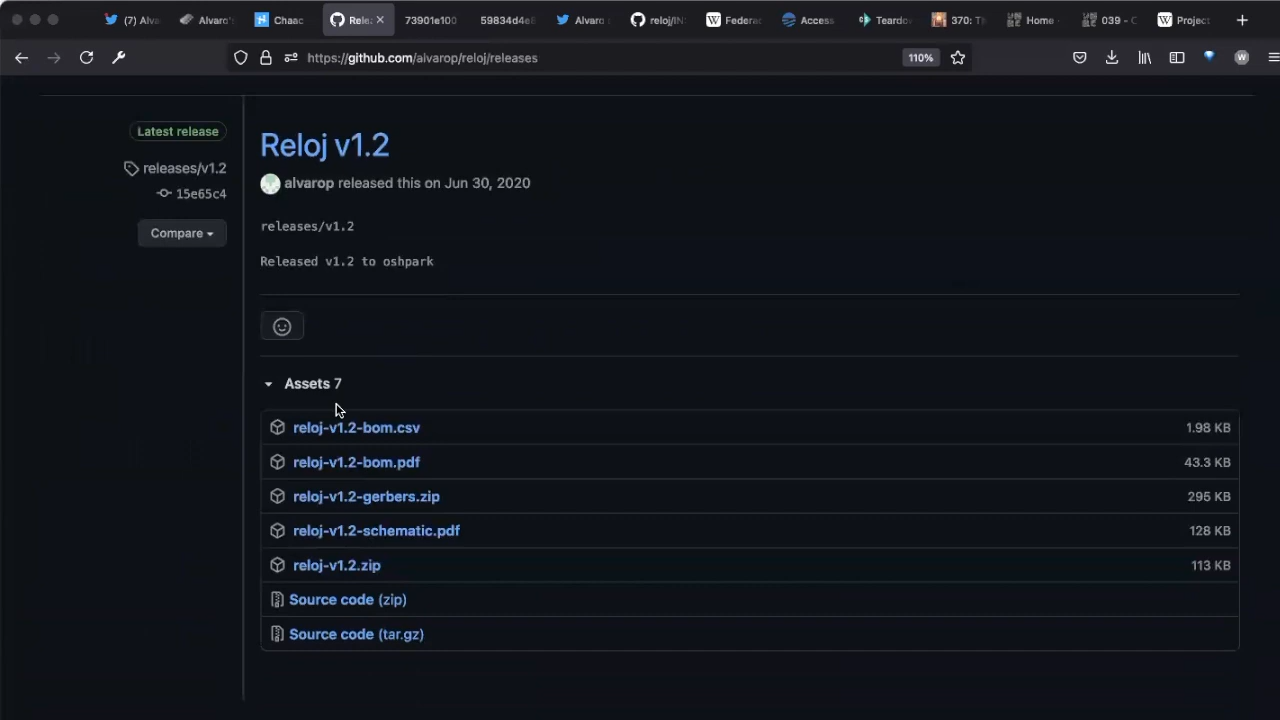 (7) Alva
Alvaro's
Chaac
Rele
73901e100
59834d4e
Alvaro
reloj/IN
Federa
Access
Teardo
370: T
Home
039 - C
Project
https://github.com/alvarop/reloj/releases
110%
W
Latest release
releases/v1.2
15e65c4
Compare
Reloj v1.2
alvarop released this on Jun 30, 2020
releases/v1.2
Released v1.2 to oshpark
Assets 7
reloj-v1.2-bom.csv 1.98 KB
reloj-v1.2-bom.pdf 43.3 KB
reloj-v1.2-gerbers.zip 295 KB
reloj-v1.2-schematic.pdf 128 KB
reloj-v1.2.zip 113 KB
Source code (zip)
Source code (tar.gz)